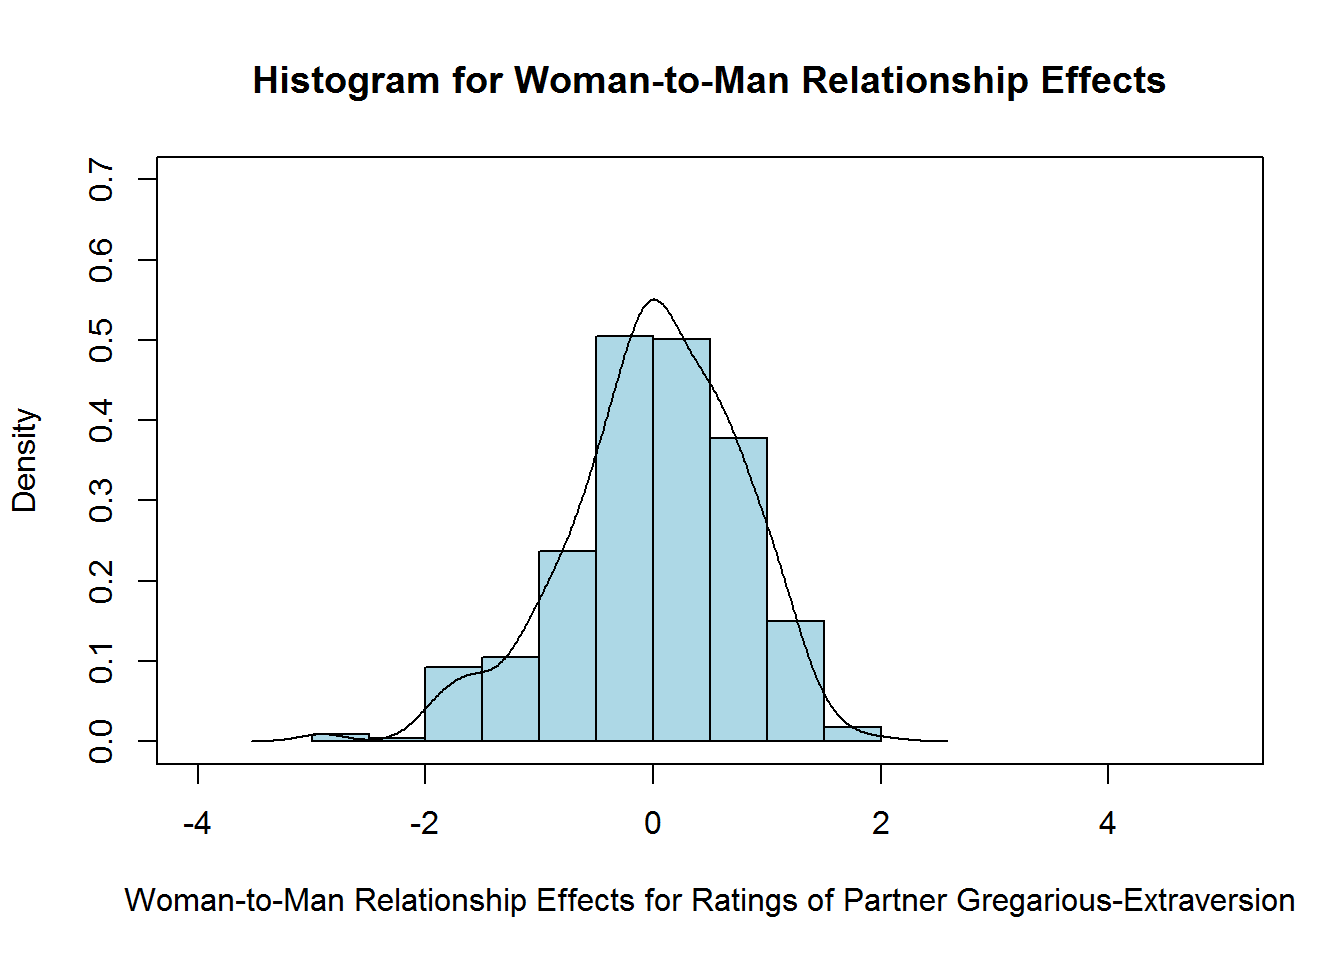 Histogram for Woman-to-Man Relationship Effects
Density
0.7
0.6
0.5
0.4
0.3
0.2
0.1
0.0
-4 -2 0 2 4
Woman-to-Man Relationship Effects for Ratings of Partner Gregarious-Extraversion